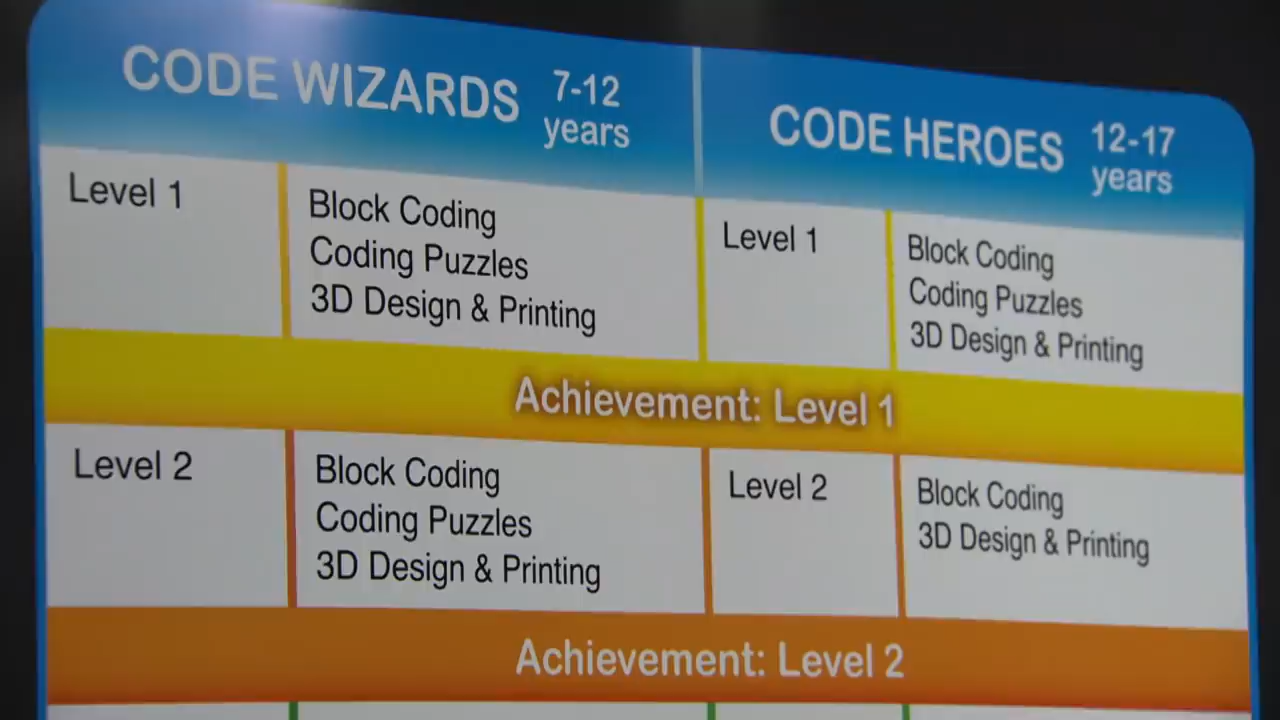 CODE WIZARDS 7-12 years
CODE HEROES 12-17 years
Level 1
Block Coding
Coding Puzzles
3D Design & Printing
Level 1
Block Coding
Coding Puzzles
3D Design & Printing
Achievement: Level 1
Level 2
Block Coding
Coding Puzzles
3D Design & Printing
Level 2
Block Coding
3D Design & Printing
Achievement: Level 2